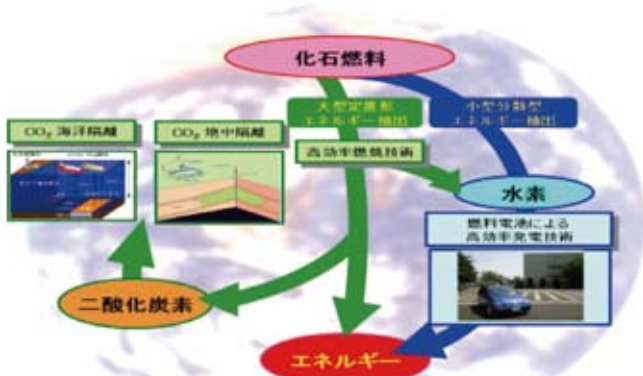 化石燃料
大型定置形
エネルギー抽出
小型分散型
エネルギー抽出
CO₂ 海洋隔離
CO₂ 地中隔離
高効率燃焼技術
水素
燃料電池による
高効率発電技術
二酸化炭素
エネルギー